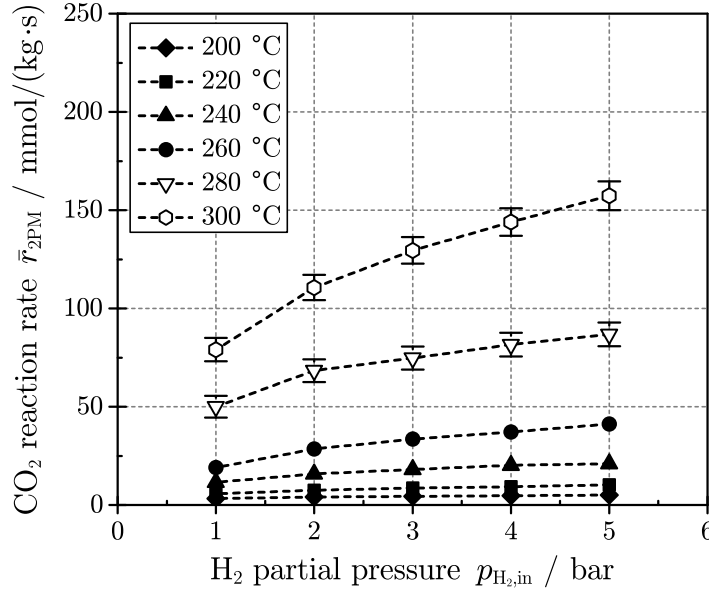 250
200
150
100
50
0
CO₂ reaction rate r̄₂PM / mmol/(kg·s)
200 °C
220 °C
240 °C
260 °C
280 °C
300 °C
0 1 2 3 4 5 6
H₂ partial pressure pH₂,in / bar